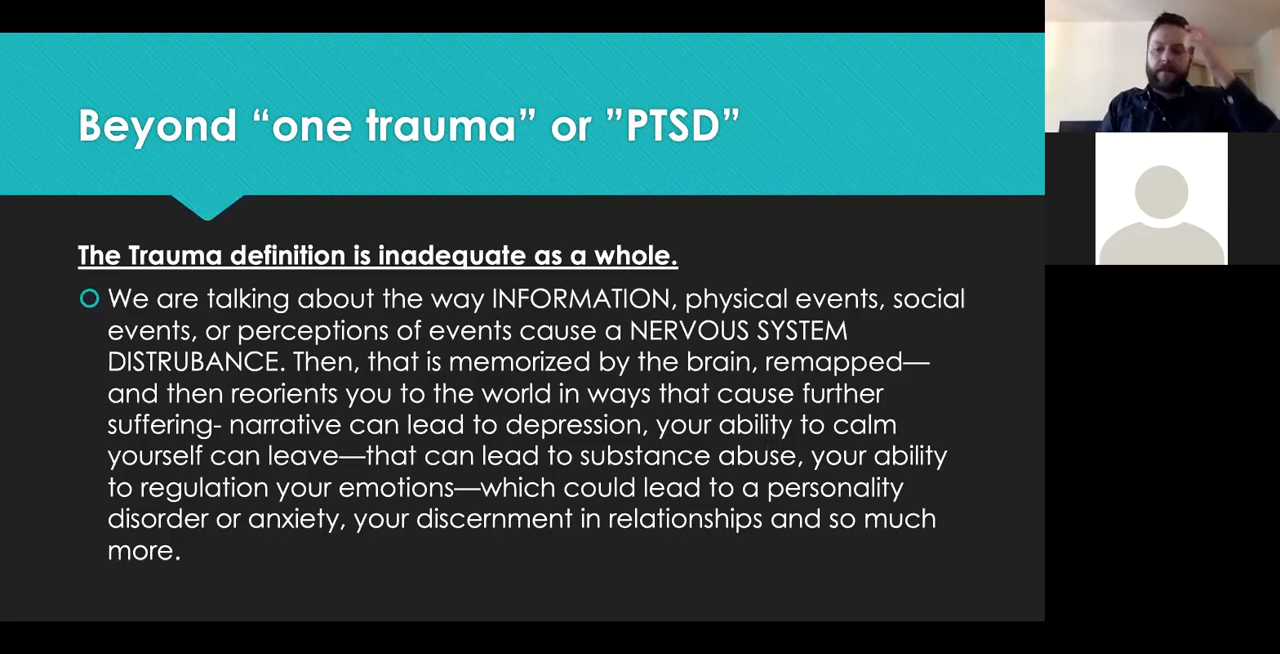 Beyond “one trauma” or ”PTSD”
The Trauma definition is inadequate as a whole.
We are talking about the way INFORMATION, physical events, social
events, or perceptions of events cause a NERVOUS SYSTEM
DISTRUBANCE. Then, that is memorized by the brain, remapped—
and then reorients you to the world in ways that cause further
suffering- narrative can lead to depression, your ability to calm
yourself can leave—that can lead to substance abuse, your ability
to regulation your emotions—which could lead to a personality
disorder or anxiety, your discernment in relationships and so much
more.